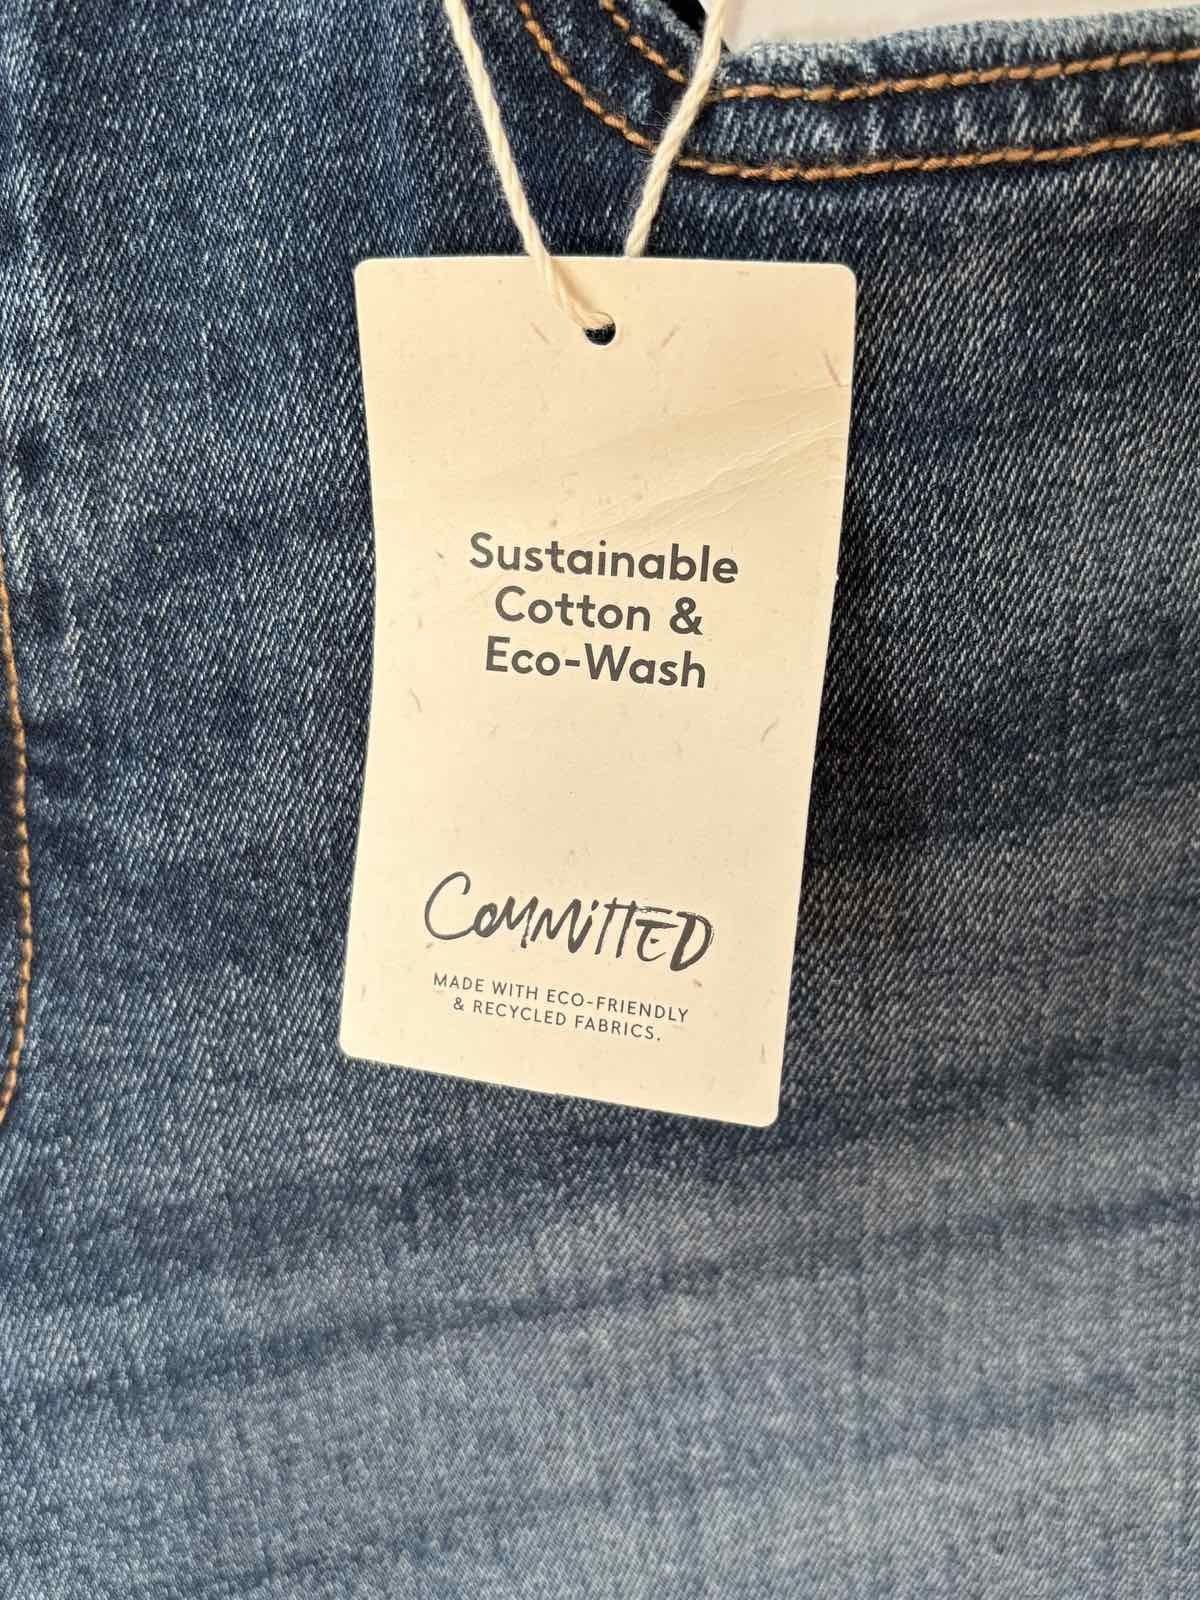 Sustainable
Cotton &
Eco-Wash
COMMITTED
MADE WITH ECO-FRIENDLY
& RECYCLED FABRICS.